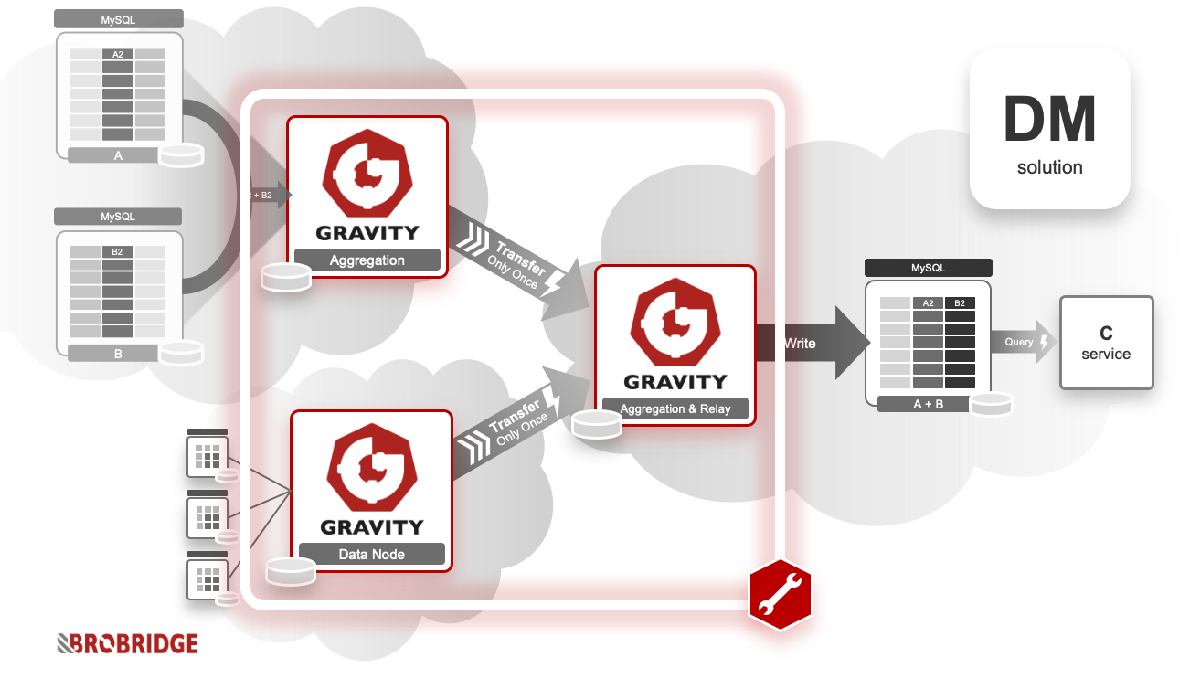 MySQL
A2
A
MySQL
B2
B
+ B2
GRAVITY
Aggregation
Transfer
Only Once
GRAVITY
Data Node
Transfer
Only Once
GRAVITY
Aggregation & Relay
Write
MySQL
A2 B2
A + B
Query
C
service
DM
solution
BROBRIDGE